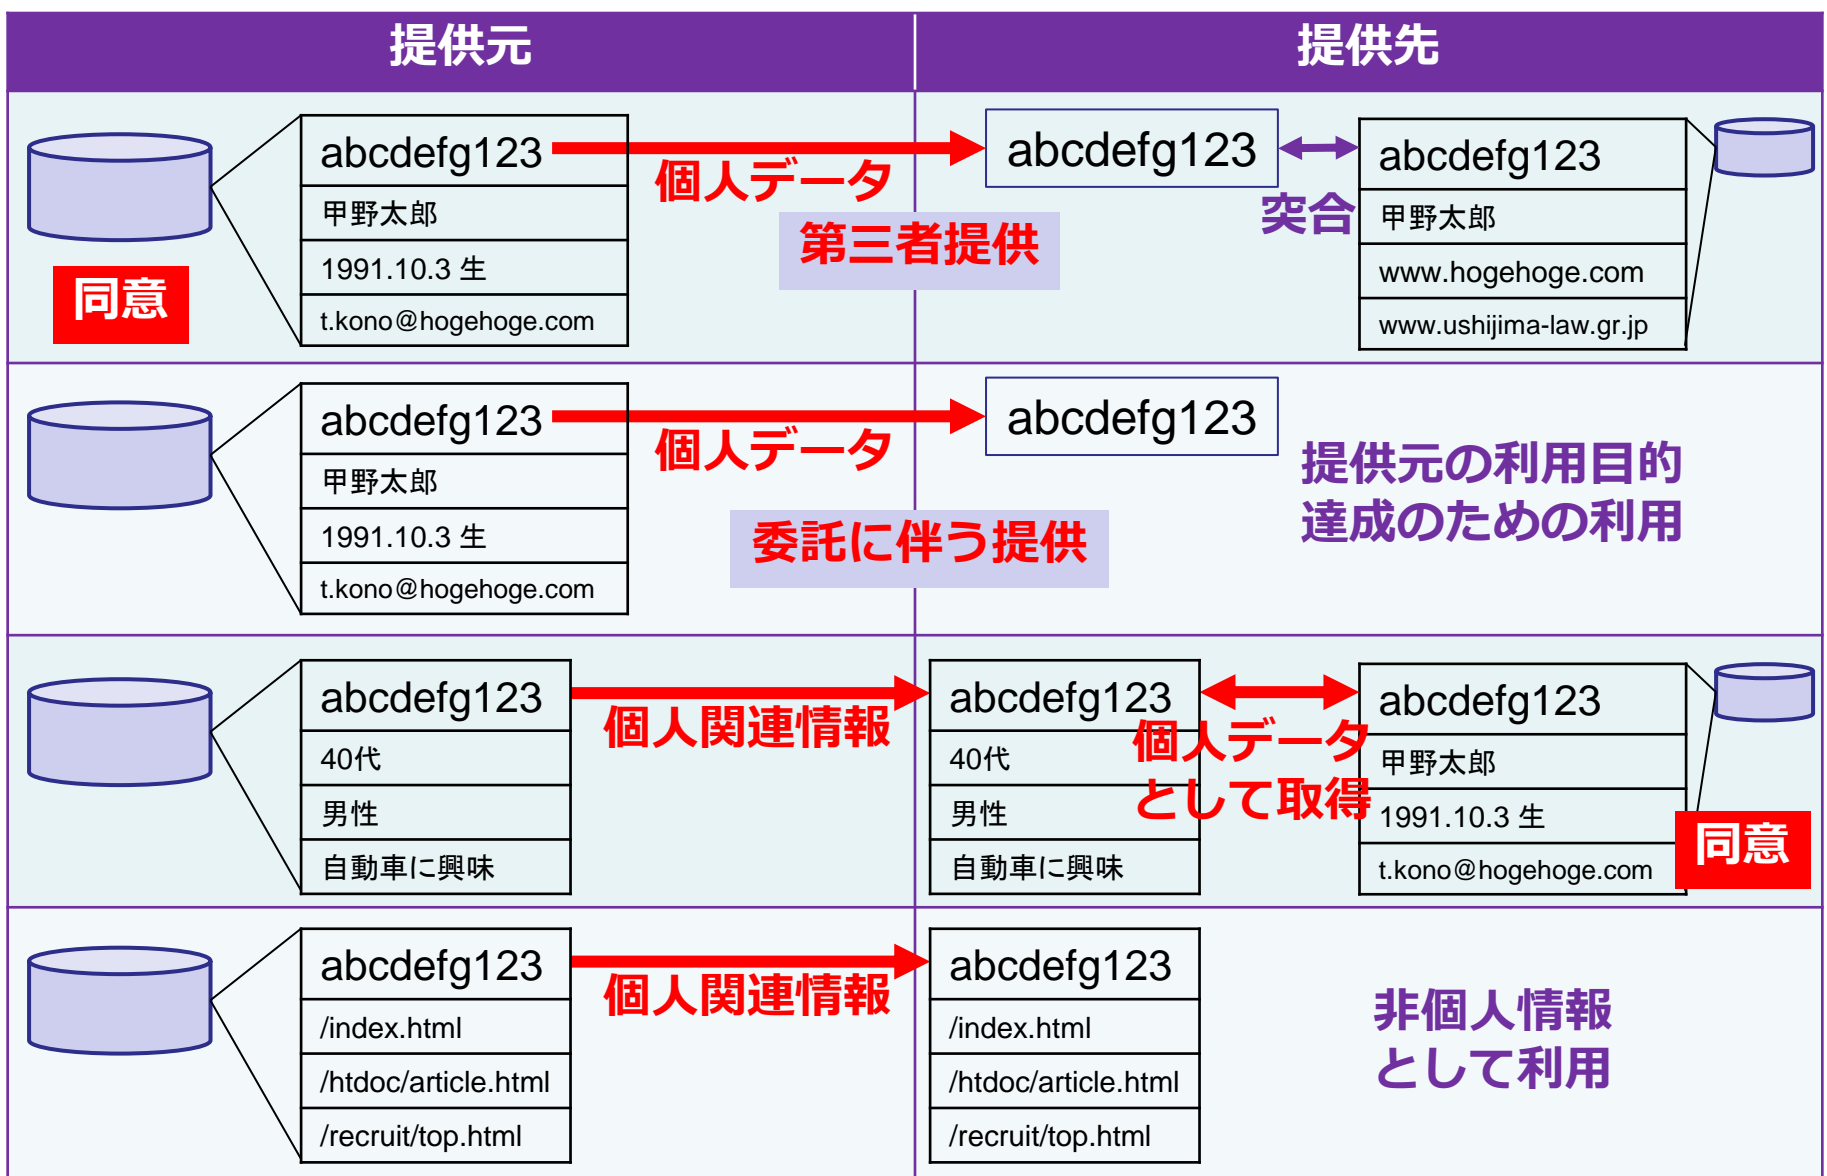 提供元
提供先
abcdefg123
甲野太郎
1991.10.3 生
t.kono@hogehoge.com
同意
個人データ
第三者提供
abcdefg123
突合
abcdefg123
甲野太郎
www.hogehoge.com
www.ushijima-law.gr.jp
abcdefg123
甲野太郎
1991.10.3 生
t.kono@hogehoge.com
個人データ
委託に伴う提供
abcdefg123
提供元の利用目的
達成のための利用
abcdefg123
40代
男性
自動車に興味
個人関連情報
abcdefg123
40代
男性
自動車に興味
個人データ
として取得
abcdefg123
甲野太郎
1991.10.3 生
t.kono@hogehoge.com
同意
abcdefg123
/index.html
/htdoc/article.html
/recruit/top.html
個人関連情報
abcdefg123
/index.html
/htdoc/article.html
/recruit/top.html
非個人情報
として利用